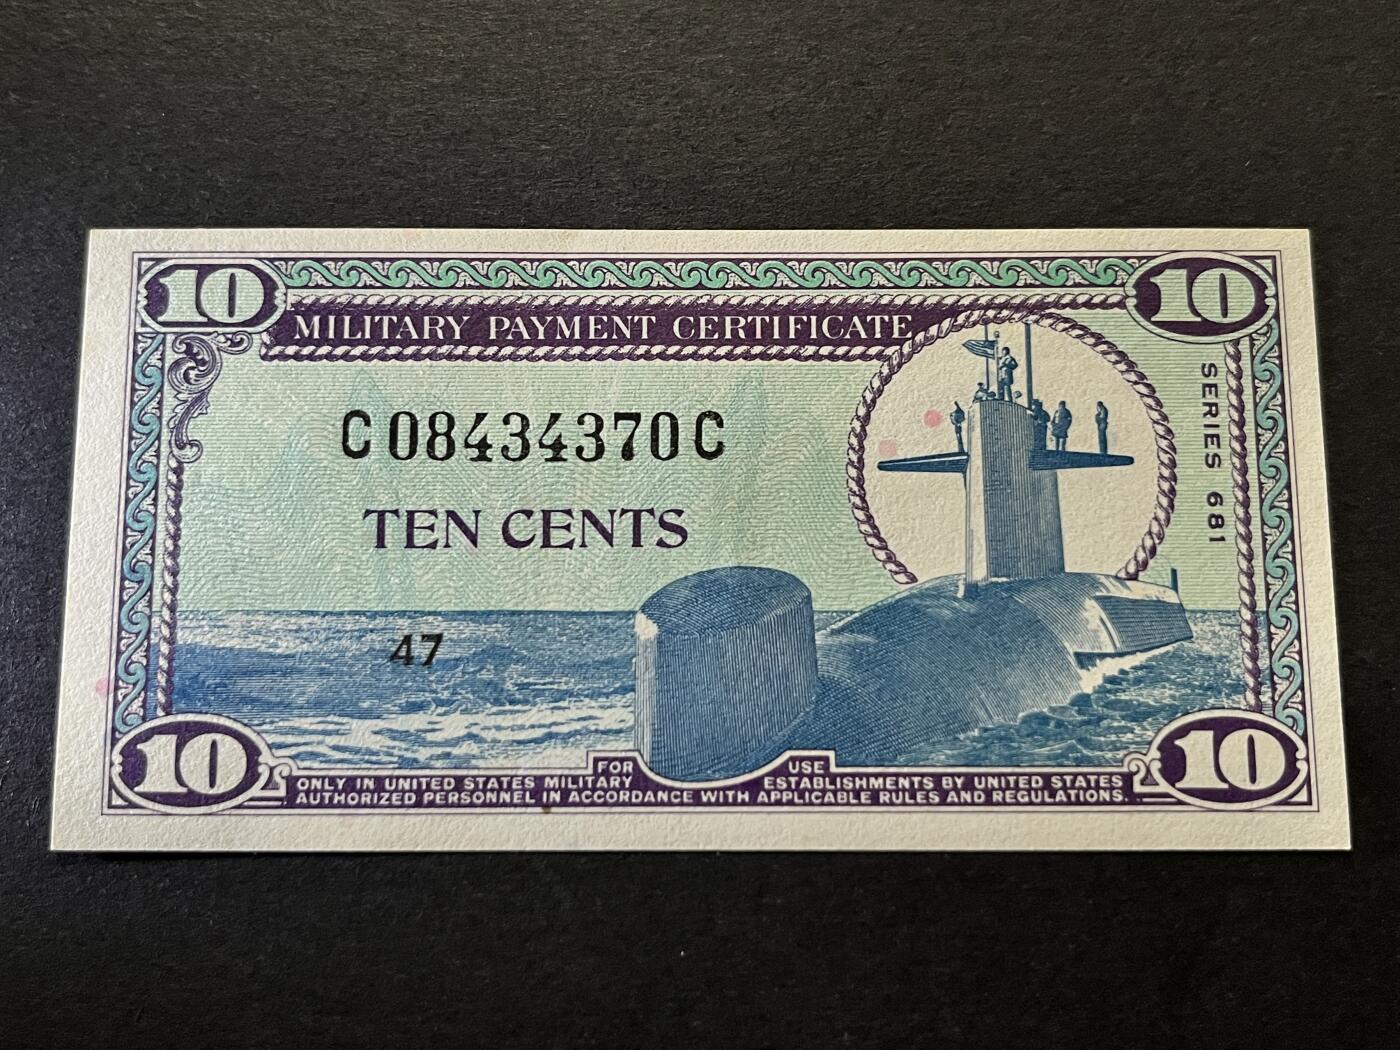 10
10
MILITARY PAYMENT CERTIFICATE
SERIES 681
C08434370C
TEN CENTS
47
10
10
FOR USE
ONLY IN UNITED STATES MILITARY ESTABLISHMENTS BY UNITED STATES
AUTHORIZED PERSONNEL IN ACCORDANCE WITH APPLICABLE RULES AND REGULATIONS.